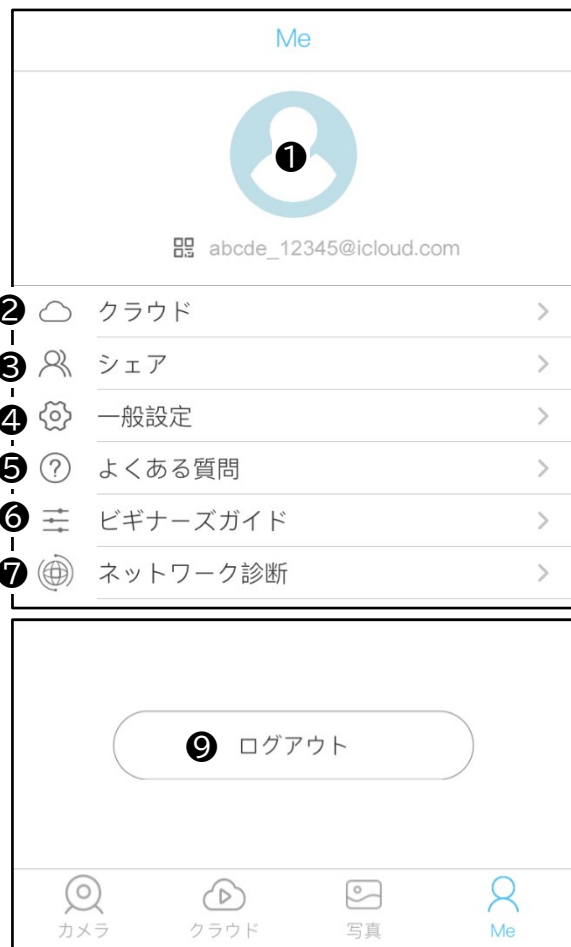 Me
❶
abcde_12345@icloud.com
❷ クラウド
❸ シェア
❹ 一般設定
❺ よくある質問
❻ ビギナーズガイド
❼ ネットワーク診断
❾ ログアウト
カメラ クラウド 写真 Me